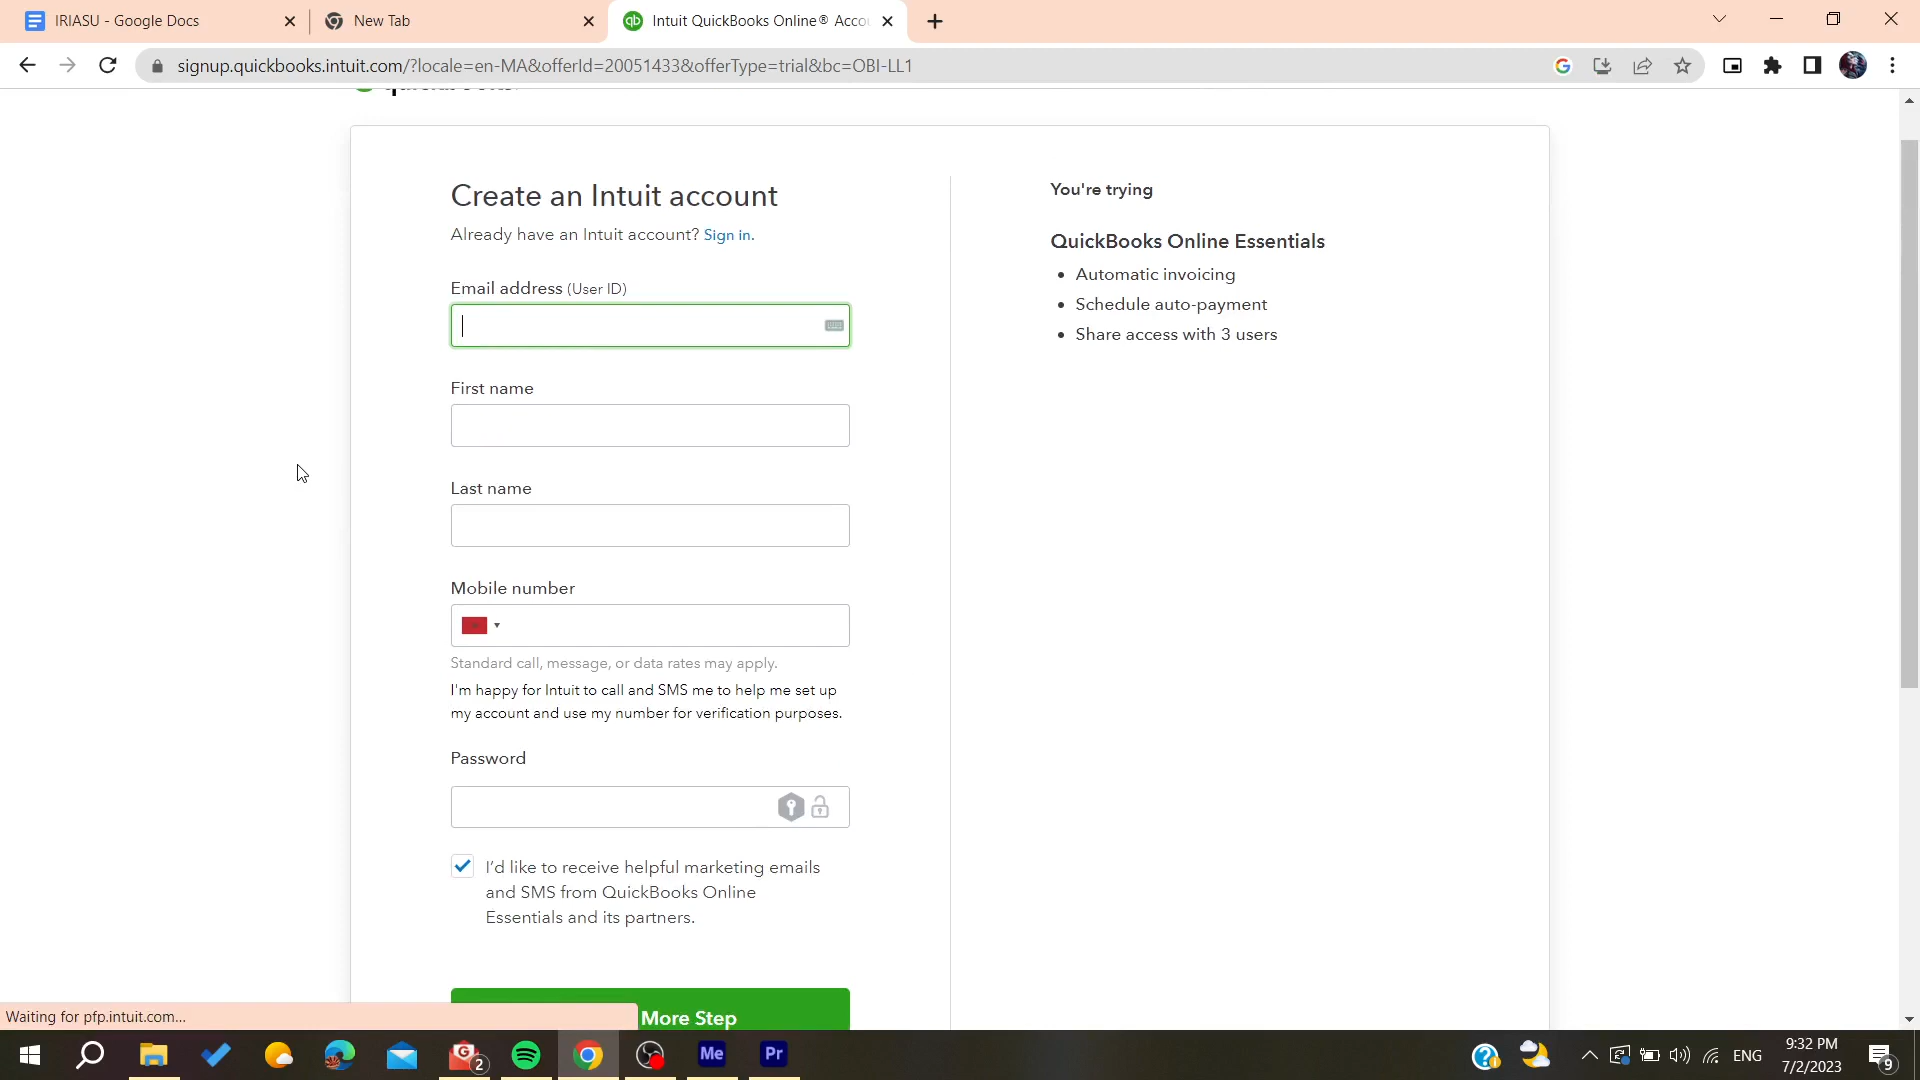 IRIASU - Google Docs
New Tab
Intuit QuickBooks Online® Accou
signup.quickbooks.intuit.com/?locale=en-MA&offerId=20051433&offerType=trial&bc=OBI-LL1
quickbooks.
Create an Intuit account
Already have an Intuit account? Sign in.
Email address (User ID)
First name
Last name
Mobile number
Standard call, message, or data rates may apply.
I'm happy for Intuit to call and SMS me to help me set up
my account and use my number for verification purposes.
Password
I'd like to receive helpful marketing emails
and SMS from QuickBooks Online
Essentials and its partners.
More Step
You're trying
QuickBooks Online Essentials
• Automatic invoicing
• Schedule auto-payment
• Share access with 3 users
Waiting for pfp.intuit.com...
2
Me
Pr
ENG
9:32 PM
7/2/2023
9